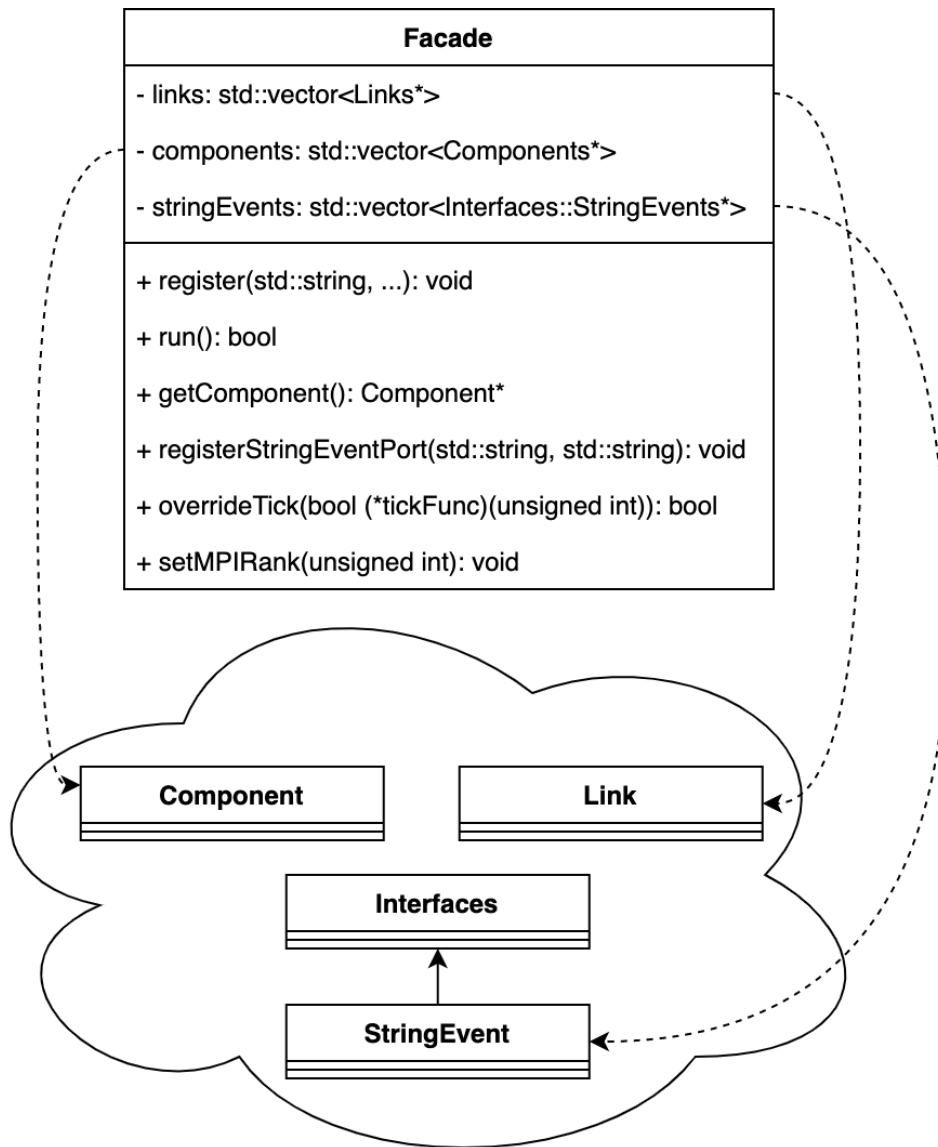 Facade
- links: std::vector<Links*>
- components: std::vector<Components*>
- stringEvents: std::vector<Interfaces::StringEvents*>
+ register(std::string, ...): void
+ run(): bool
+ getComponent(): Component*
+ registerStringEventPort(std::string, std::string): void
+ overrideTick(bool (*tickFunc)(unsigned int)): bool
+ setMPIRank(unsigned int): void
Component
Link
Interfaces
StringEvent